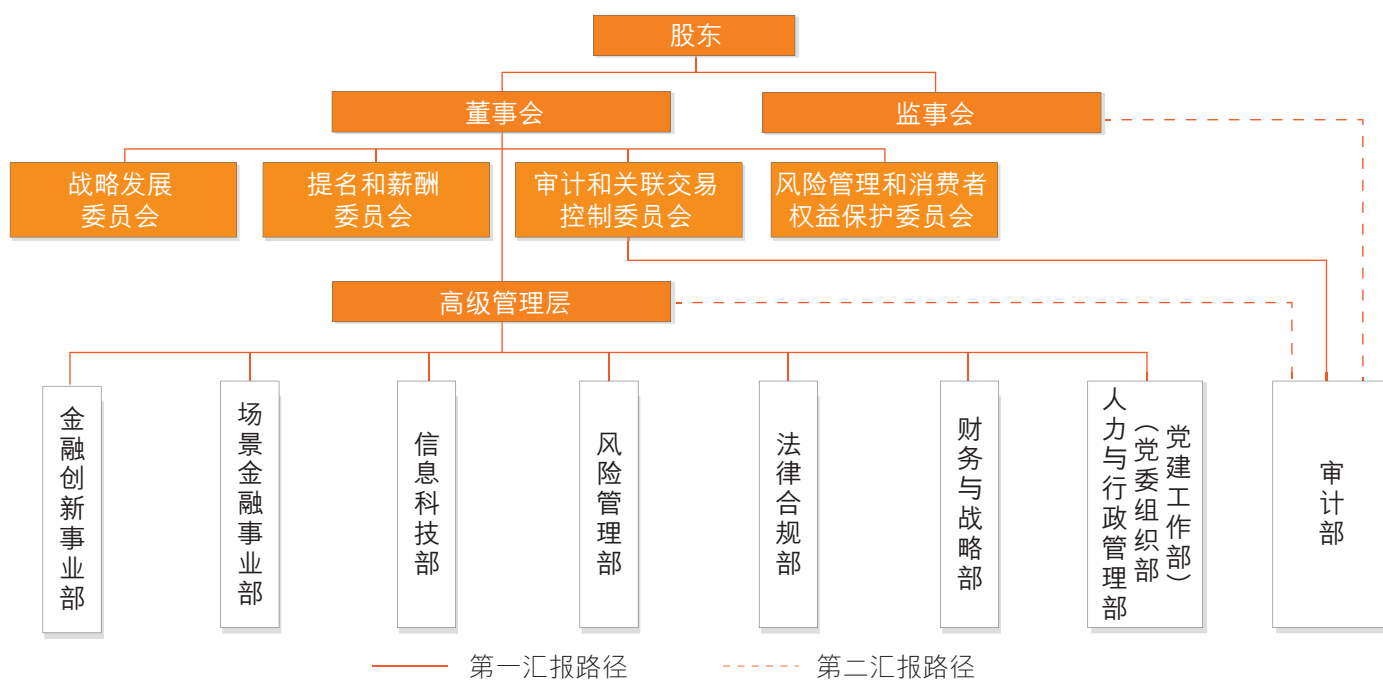 股东
董事会
监事会
战略发展
委员会
提名和薪酬
委员会
审计和关联交易
控制委员会
风险管理和消费者
权益保护委员会
高级管理层
金融创新事业部
场景金融事业部
信息科技部
风险管理部
法律合规部
财务与战略部
人力与行政管理部
（党委组织部
党建工作部）
审计部
第一汇报路径
第二汇报路径